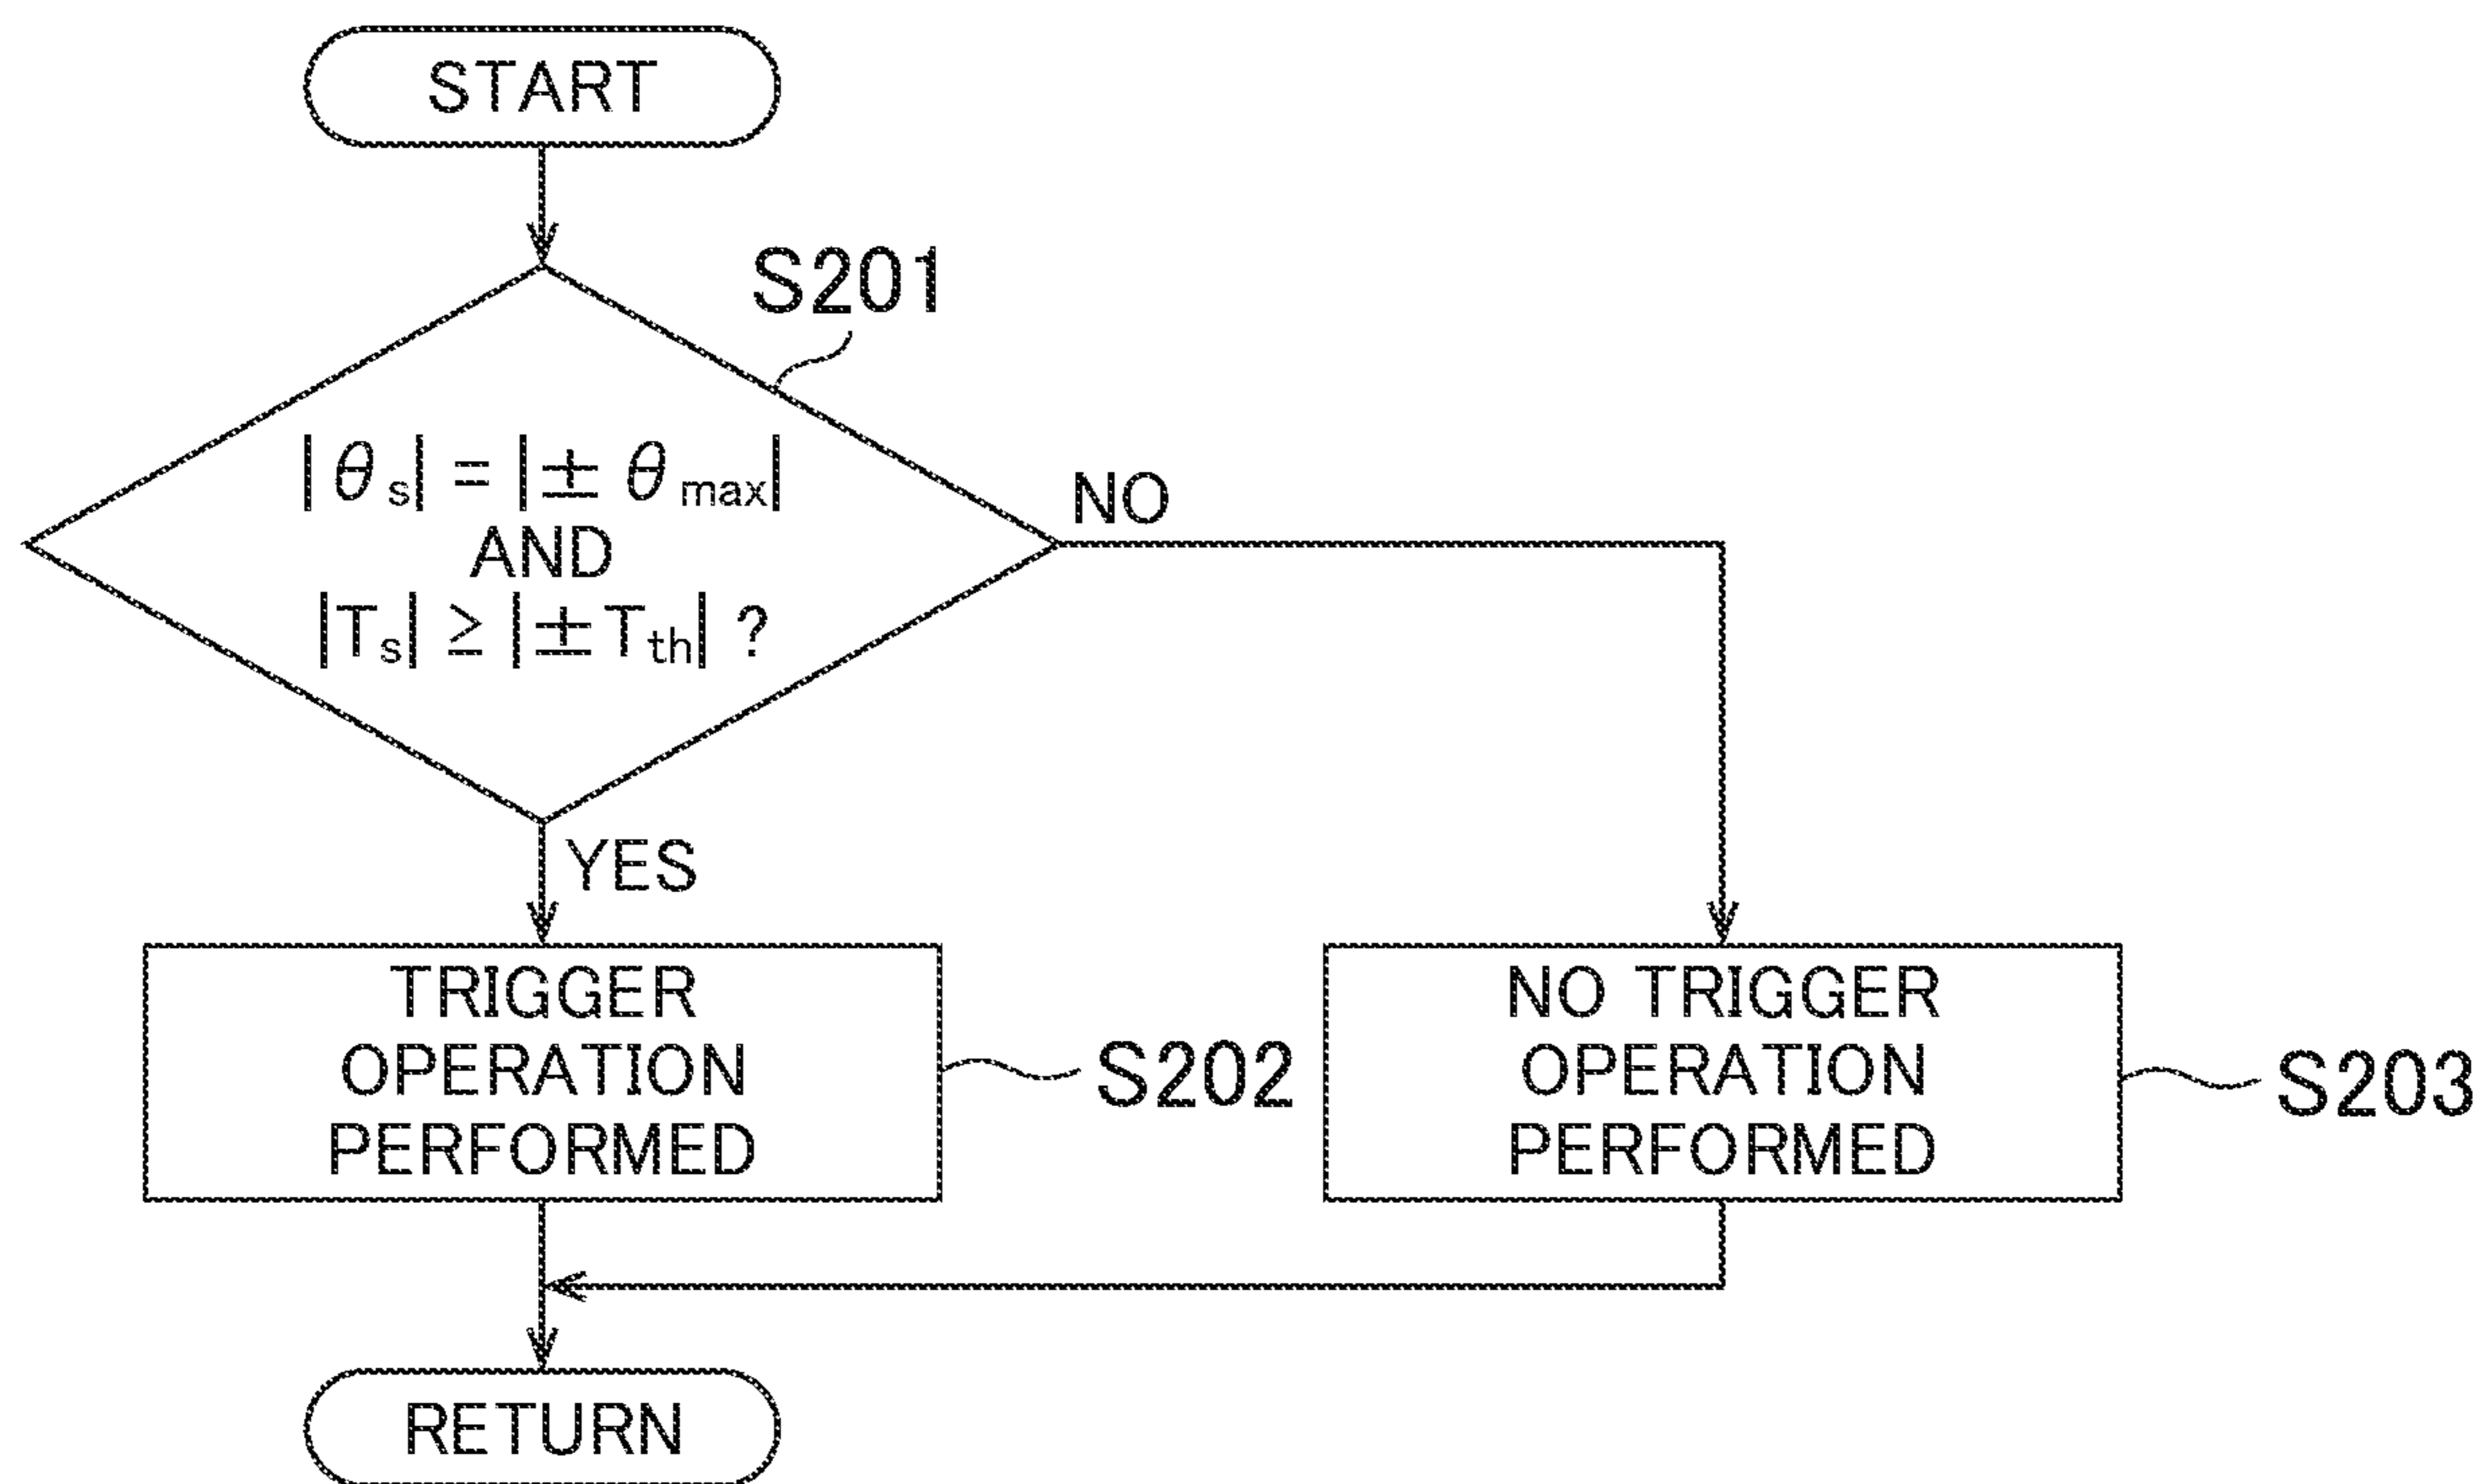 START
S201
|θs| = |± θmax|
AND
|Ts| ≥ |±Tth| ?
NO
YES
TRIGGER
OPERATION
PERFORMED
S202
NO TRIGGER
OPERATION
PERFORMED
S203
RETURN